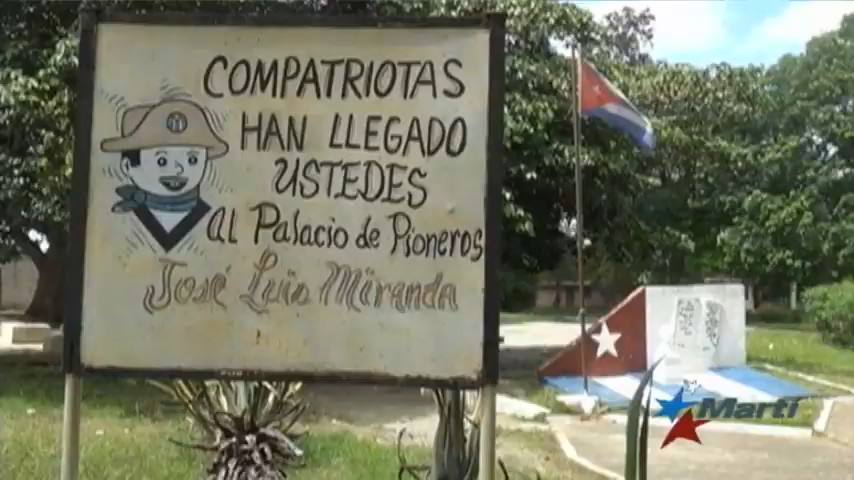 COMPATRIOTAS
HAN LLEGADO
USTEDES
AL Palacio de Pioneros
José Luis Miranda
Martí